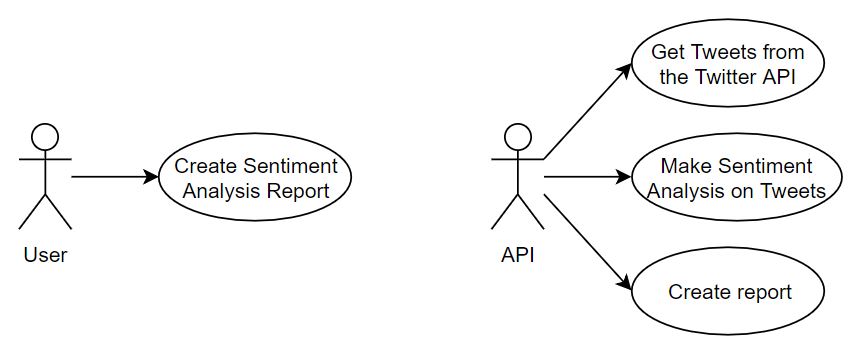 Create Sentiment
Analysis Report
User
Get Tweets from
the Twitter API
Make Sentiment
Analysis on Tweets
Create report
API